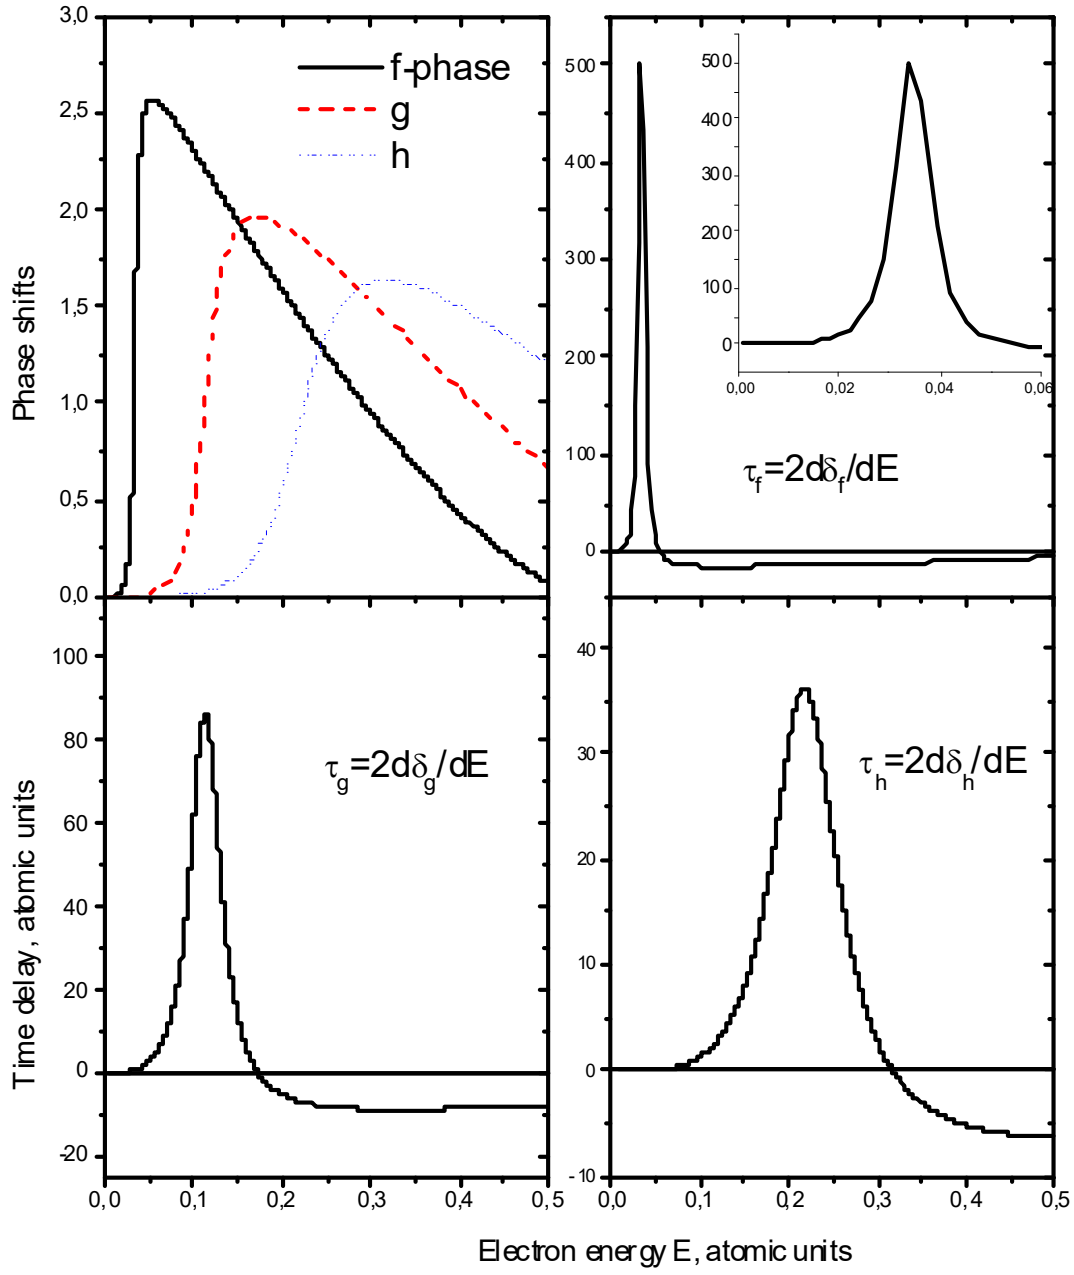 3,0
2,5
2,0
1,5
1,0
0,5
0,0
Phase shifts
f-phase
g
h
500
400
300
200
100
0
500
400
300
200
100
0
0,00 0,02 0,04 0,06
τf=2dδf/dE
100
80
60
40
20
0
-20
Time delay, atomic units
τg=2dδg/dE
0,0 0,1 0,2 0,3 0,4 0,5
40
30
20
10
0
-10
τh=2dδh/dE
0,0 0,1 0,2 0,3 0,4 0,5
Electron energy E, atomic units